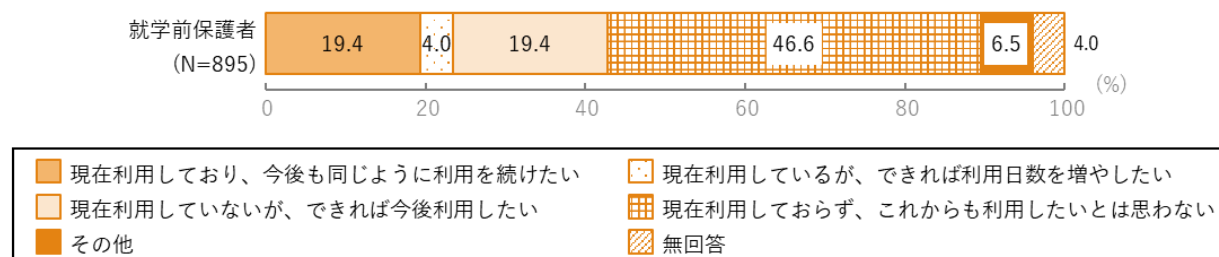 就学前保護者
(N=895)
19.4
4.0
19.4
46.6
6.5
4.0
(%)
0
20
40
60
80
100
現在利用しており、今後も同じように利用を続けたい
現在利用しているが、できれば利用日数を増やしたい
現在利用していないが、できれば今後利用したい
現在利用しておらず、これからも利用したいとは思わない
その他
無回答